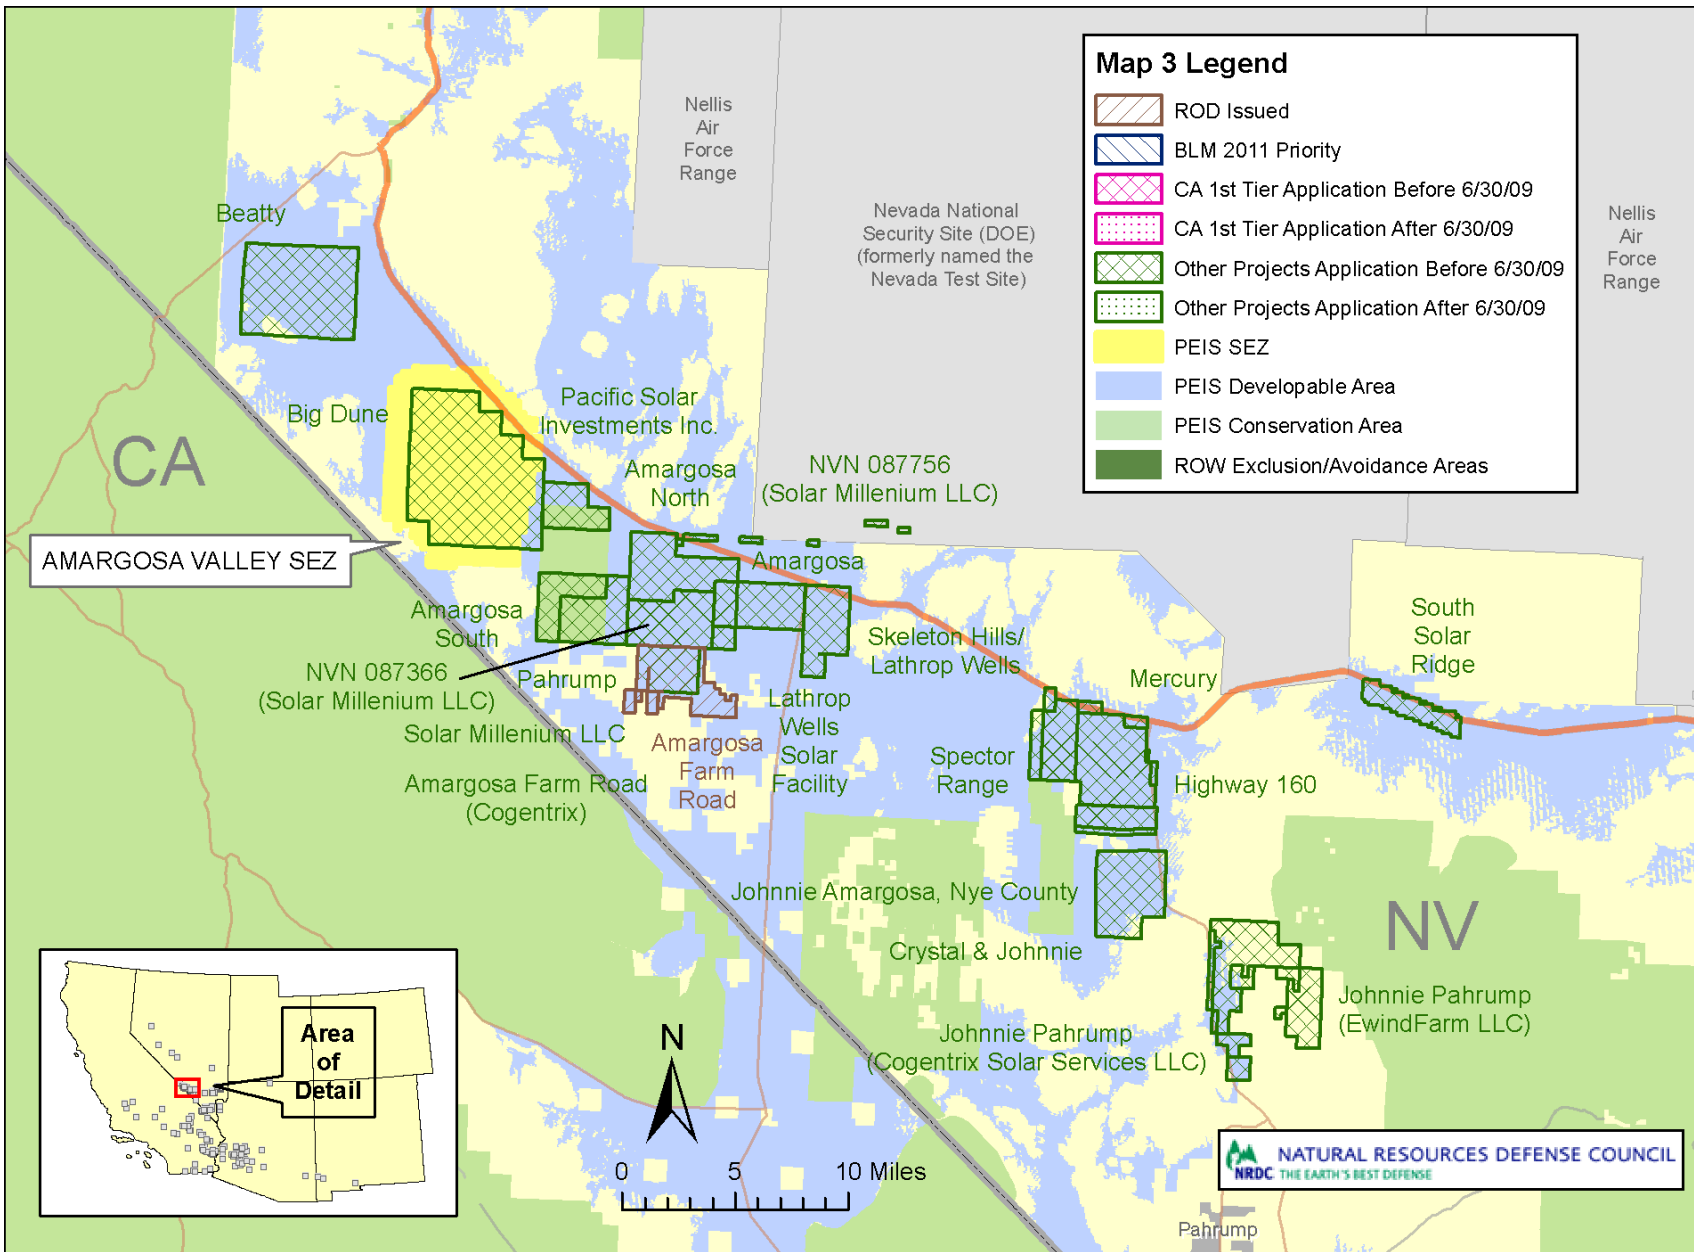 Map 3 Legend
ROD Issued
BLM 2011 Priority
CA 1st Tier Application Before 6/30/09
CA 1st Tier Application After 6/30/09
Other Projects Application Before 6/30/09
Other Projects Application After 6/30/09
PEIS SEZ
PEIS Developable Area
PEIS Conservation Area
ROW Exclusion/Avoidance Areas
Nellis
Air
Force
Range
Nevada National
Security Site (DOE)
(formerly named the
Nevada Test Site)
Nellis
Air
Force
Range
Beatty
Big Dune
CA
Pacific Solar
Investments Inc.
Amargosa
North
NVN 087756
(Solar Millenium LLC)
AMARGOSA VALLEY SEZ
Amargosa
Amargosa
South
NVN 087366
(Solar Millenium LLC)
Pahrump
Solar Millenium LLC
Amargosa Farm Road
(Cogentrix)
Amargosa
Farm
Road
Lathrop
Wells
Solar
Facility
Skeleton Hills/
Lathrop Wells
Mercury
South
Solar
Ridge
Spector
Range
Highway 160
Johnnie Amargosa, Nye County
Crystal & Johnnie
NV
Johnnie Pahrump
(EwindFarm LLC)
Johnnie Pahrump
(Cogentrix Solar Services LLC)
Area
of
Detail
N
0 5 10 Miles
NATURAL RESOURCES DEFENSE COUNCIL
NRDC THE EARTH'S BEST DEFENSE
Pahrump